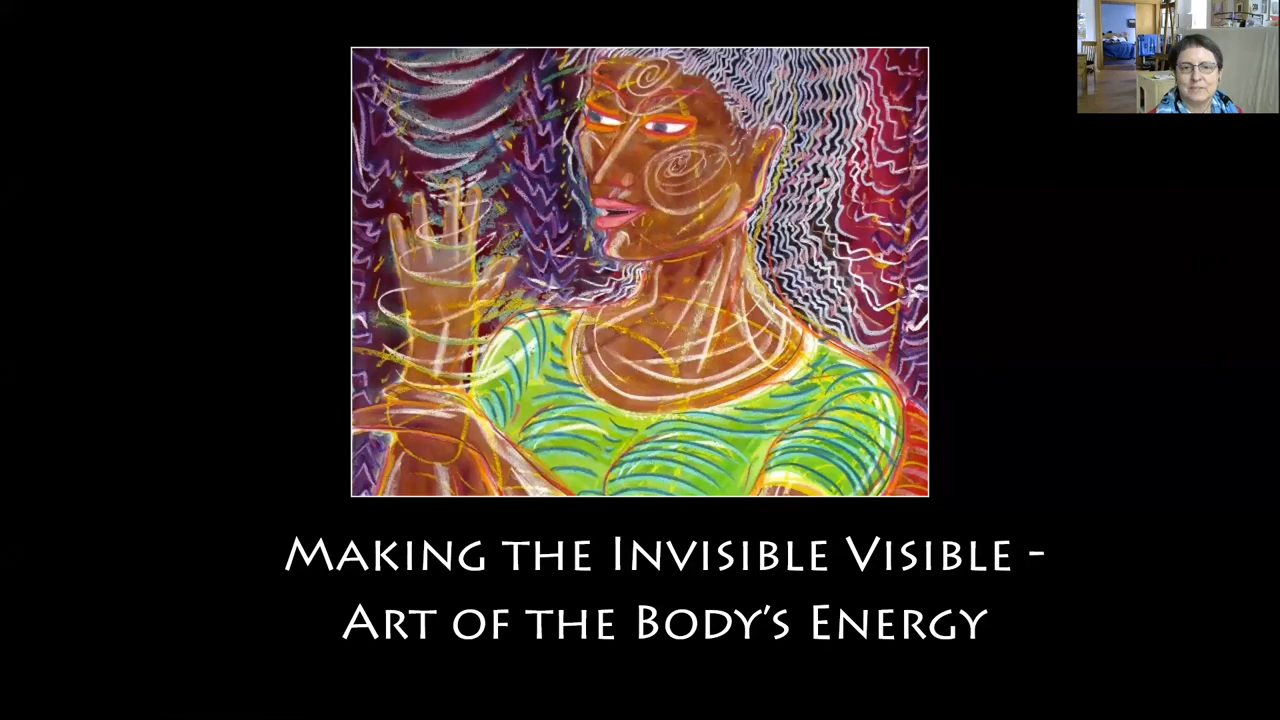 Making the Invisible Visible -
Art of the Body's Energy